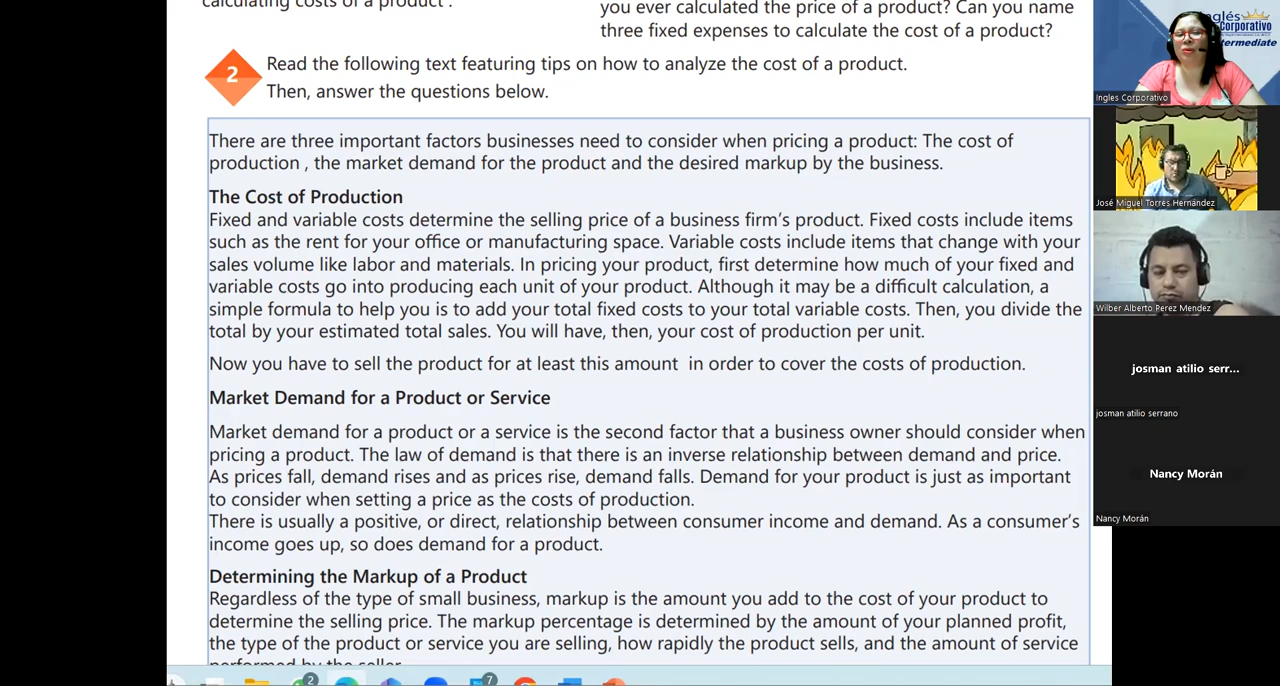 calculating costs of a product .
you ever calculated the price of a product? Can you name
three fixed expenses to calculate the cost of a product?
2
Read the following text featuring tips on how to analyze the cost of a product.
Then, answer the questions below.
There are three important factors businesses need to consider when pricing a product: The cost of
production , the market demand for the product and the desired markup by the business.
The Cost of Production
Fixed and variable costs determine the selling price of a business firm's product. Fixed costs include items
such as the rent for your office or manufacturing space. Variable costs include items that change with your
sales volume like labor and materials. In pricing your product, first determine how much of your fixed and
variable costs go into producing each unit of your product. Although it may be a difficult calculation, a
simple formula to help you is to add your total fixed costs to your total variable costs. Then, you divide the
total by your estimated total sales. You will have, then, your cost of production per unit.
Now you have to sell the product for at least this amount in order to cover the costs of production.
Market Demand for a Product or Service
Market demand for a product or a service is the second factor that a business owner should consider when
pricing a product. The law of demand is that there is an inverse relationship between demand and price.
As prices fall, demand rises and as prices rise, demand falls. Demand for your product is just as important
to consider when setting a price as the costs of production.
There is usually a positive, or direct, relationship between consumer income and demand. As a consumer's
income goes up, so does demand for a product.
Determining the Markup of a Product
Regardless of the type of small business, markup is the amount you add to the cost of your product to
determine the selling price. The markup percentage is determined by the amount of your planned profit,
the type of the product or service you are selling, how rapidly the product sells, and the amount of service
performed by the seller
2
7
Inglés
Corporativo
Intermediate
Ingles Corporativo
José Miguel Torres Hernández
Wilber Alberto Perez Mendez
josman atilio serr...
josman atilio serrano
Nancy Morán
Nancy Morán